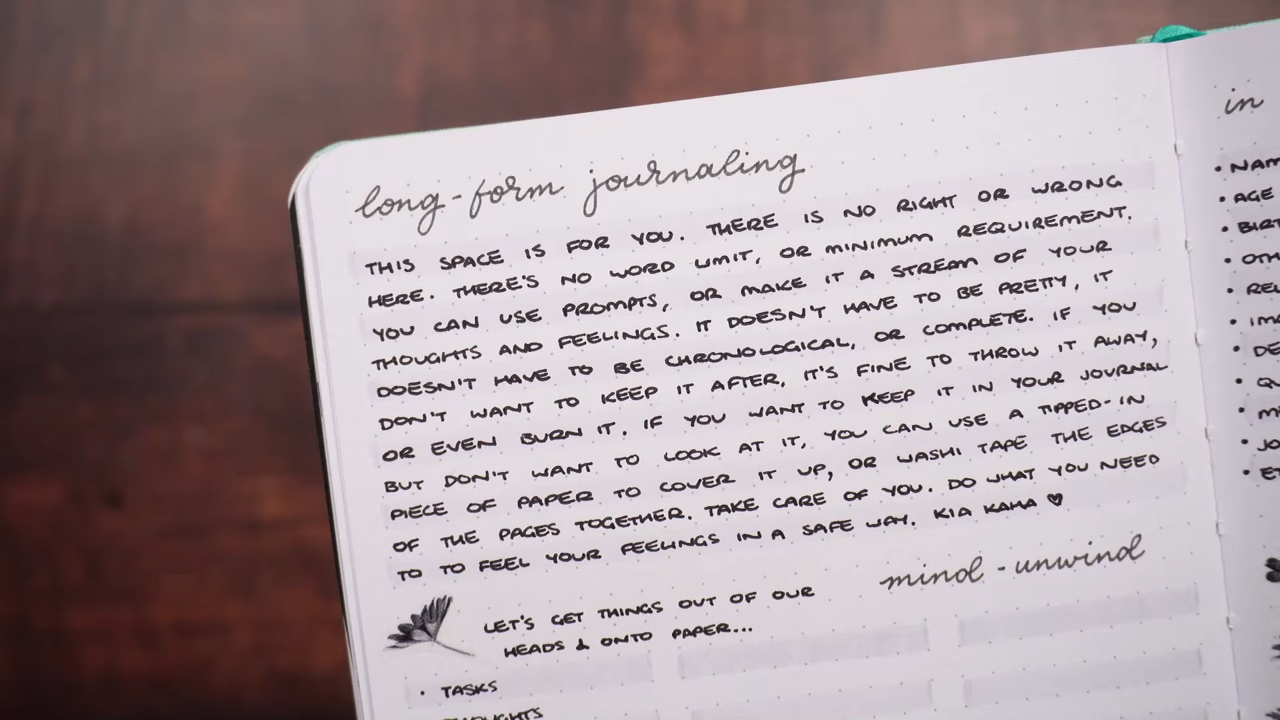 long-form journaling
THIS SPACE IS FOR YOU. THERE IS NO RIGHT OR WRONG
HERE. THERE'S NO WORD LIMIT, OR MINIMUM REQUIREMENT.
YOU CAN USE PROMPTS, OR MAKE IT A STREAM OF YOUR
THOUGHTS AND FEELINGS. IT DOESN'T HAVE TO BE PRETTY, IT
DOESN'T HAVE TO BE CHRONOLOGICAL, OR COMPLETE. IF YOU
DON'T WANT TO KEEP IT AFTER, IT'S FINE TO THROW IT AWAY,
OR EVEN BURN IT. IF YOU WANT TO KEEP IT IN YOUR JOURNAL
BUT DON'T WANT TO LOOK AT IT, YOU CAN USE A TIPPED-IN
PIECE OF PAPER TO COVER IT UP, OR WASHI TAPE THE EDGES
OF THE PAGES TOGETHER. TAKE CARE OF YOU. DO WHAT YOU NEED
TO TO FEEL YOUR FEELINGS IN A SAFE WAY. KIA KAHA ♥
mind-unwind
LET'S GET THINGS OUT OF OUR
HEADS & ONTO PAPER...
• TASKS
THOUGHTS
in
• AGE